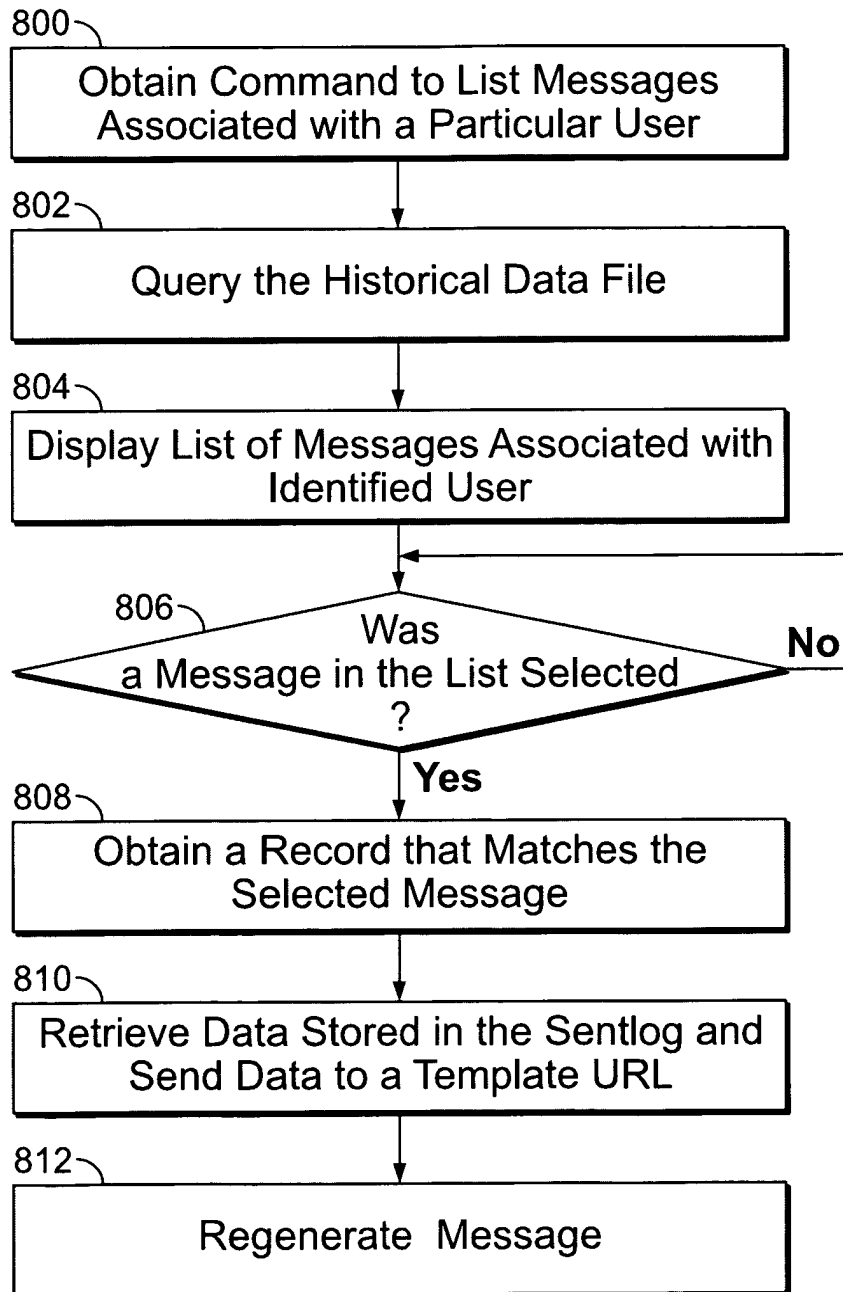 800
Obtain Command to List Messages
Associated with a Particular User
802
Query the Historical Data File
804
Display List of Messages Associated with
Identified User
806
Was
a Message in the List Selected
?
No
Yes
808
Obtain a Record that Matches the
Selected Message
810
Retrieve Data Stored in the Sentlog and
Send Data to a Template URL
812
Regenerate Message